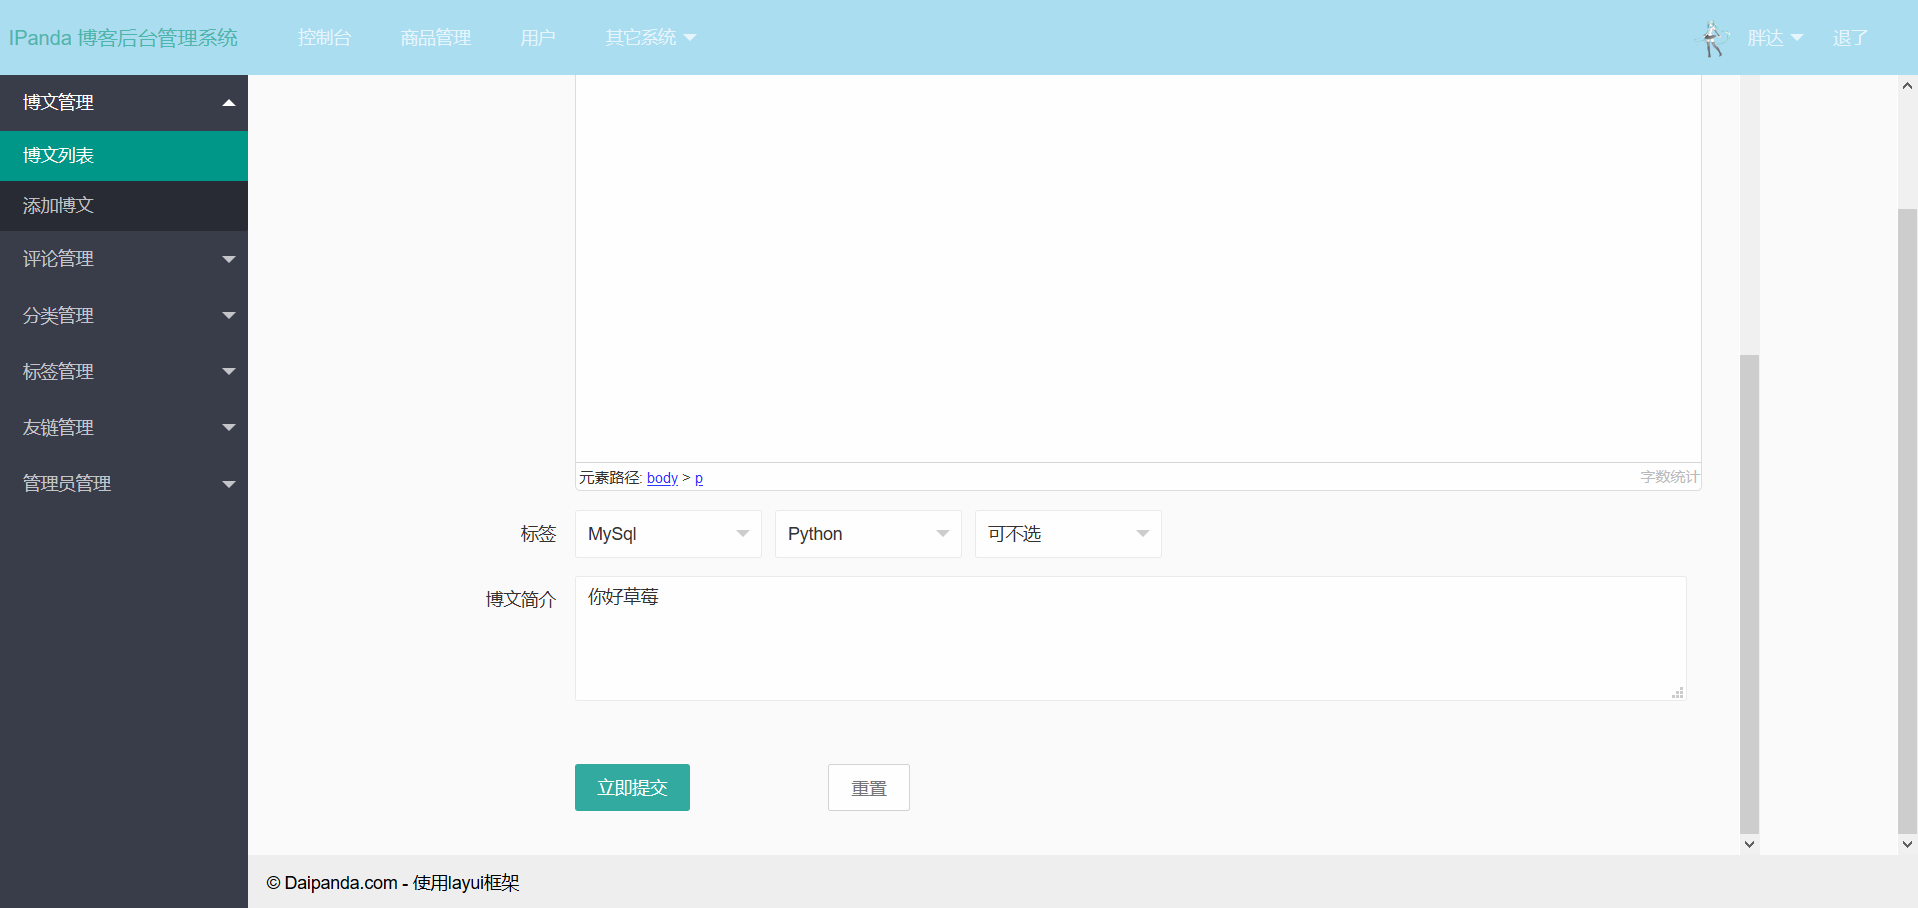 IPanda 博客后台管理系统 控制台 商品管理 用户 其它系统 胖达 退了
博文管理
博文列表
添加博文
评论管理
分类管理
标签管理
友链管理
管理员管理
元素路径: body > p 字数统计
标签 MySql Python 可不选
博文简介 你好草莓
立即提交 重置
© Daipanda.com - 使用layui框架